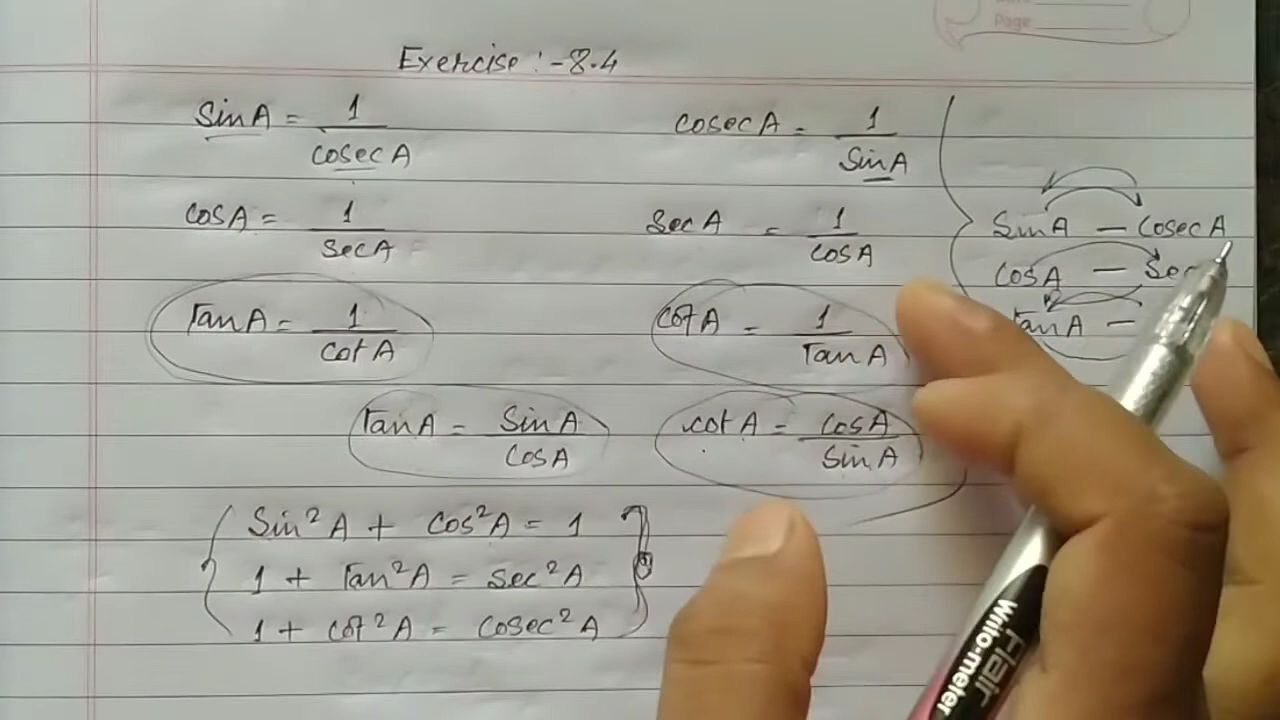 Page
Exercise :- 8.4
SinA = 1/cosecA
cosecA = 1/SinA
cosA = 1/secA
SecA = 1/cosA
TanA = 1/cotA
cotA = 1/TanA
TanA = SinA/cosA
cotA = cosA/SinA
Sin²A + cos²A = 1
1 + Tan²A = sec²A
1 + cot²A = cosec²A
SinA — CosecA
CosA — Sec
TanA —
Flair
Writo-meter